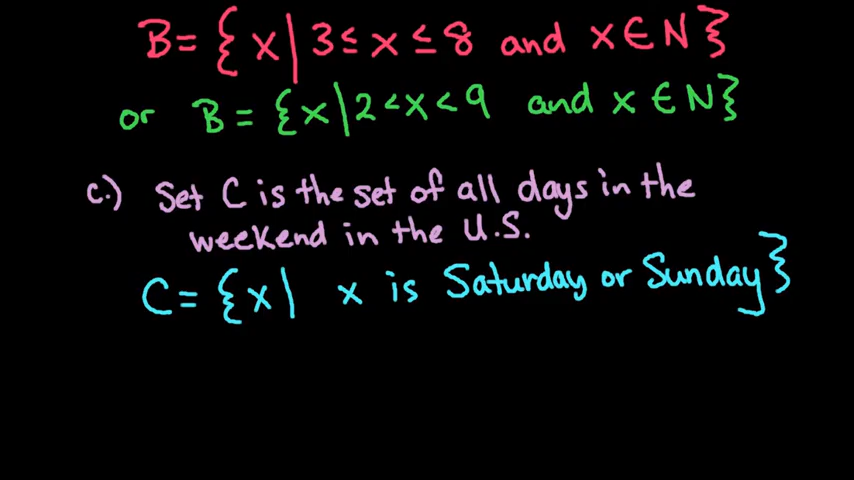 B = { x | 3 ≤ x ≤ 8 and x ∈ N }
or B = { x | 2 < x < 9 and x ∈ N }
c.) Set C is the set of all days in the
weekend in the U.S.
C = { x | x is Saturday or Sunday }